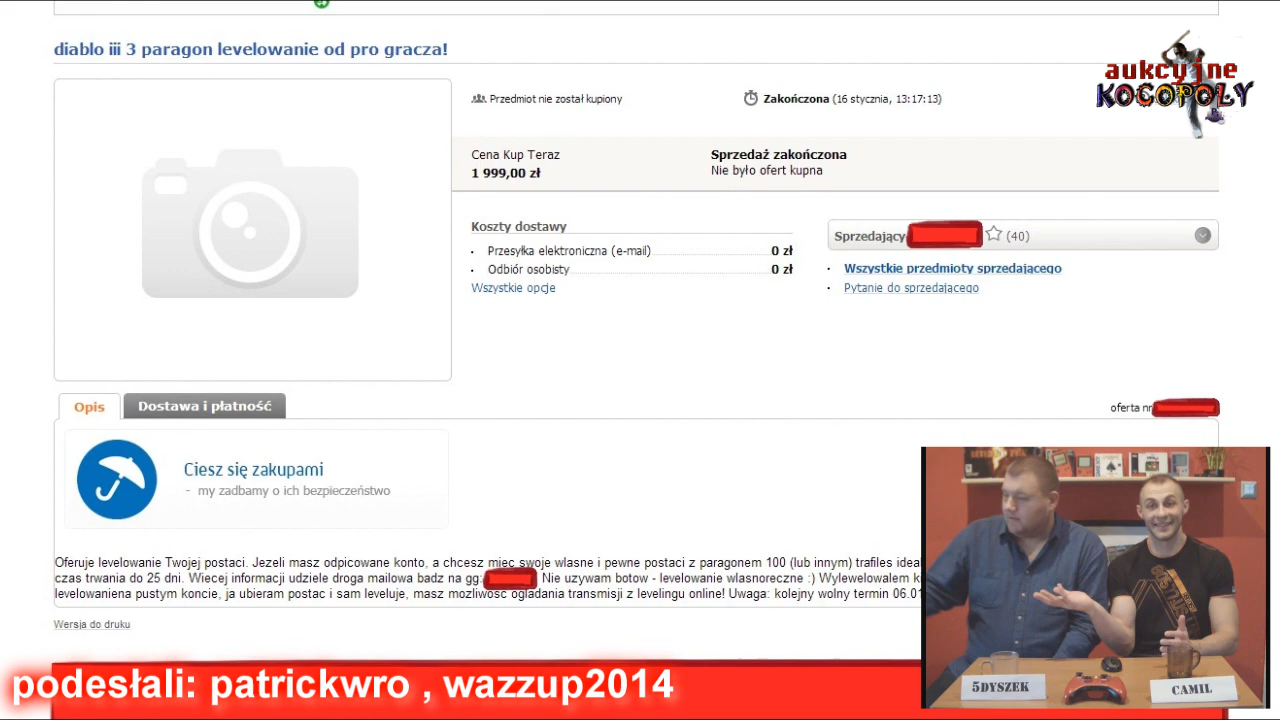 diablo iii 3 paragon levelowanie od pro gracza!
aukcyjne
KOCOPOLY
Przedmiot nie został kupiony
Zakończona (16 stycznia, 13:17:13)
Cena Kup Teraz
1 999,00 zł
Sprzedaż zakończona
Nie było ofert kupna
Koszty dostawy
Przesyłka elektroniczna (e-mail) 0 zł
Odbiór osobisty 0 zł
Wszystkie opcje
Sprzedający (40)
Wszystkie przedmioty sprzedającego
Pytanie do sprzedającego
Opis
Dostawa i płatność
oferta nr
Ciesz się zakupami
- my zadbamy o ich bezpieczeństwo
Oferuje levelowanie Twojej postaci. Jezeli masz odpicowane konto, a chcesz miec swoje wlasne i pewne postaci z paragonem 100 (lub innym) trafiles ideal
czas trwania do 25 dni. Wiecej informacji udziele droga mailowa badz na gg: Nie uzywam botow - levelowanie wlasnoreczne :) Wylewelowalem k
levelowaniena pustym koncie, ja ubieram postac i sam leveluje, masz mozliwosc ogladania transmisji z levelingu online! Uwaga: kolejny wolny termin 06.01
Wersja do druku
podesłali: patrickwro , wazzup2014
5DYSZEK
CAMIL